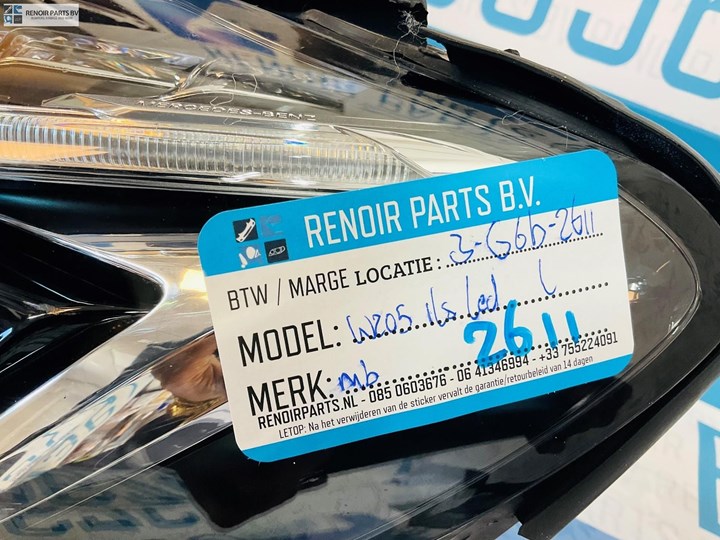 RENOIR PARTS BV
MERCEDES-BENZ
RENOIR PARTS B.V.
BTW / MARGE LOCATIE : 3-G6b-2611
MODEL: W205 ils led L
MERK: mb
2611
RENOIRPARTS.NL - 085 0603676 - 06 41346994 - +33 755224091
LETOP: Na het verwijderen van de sticker vervalt de garantie/retourbeleid van 14 dagen